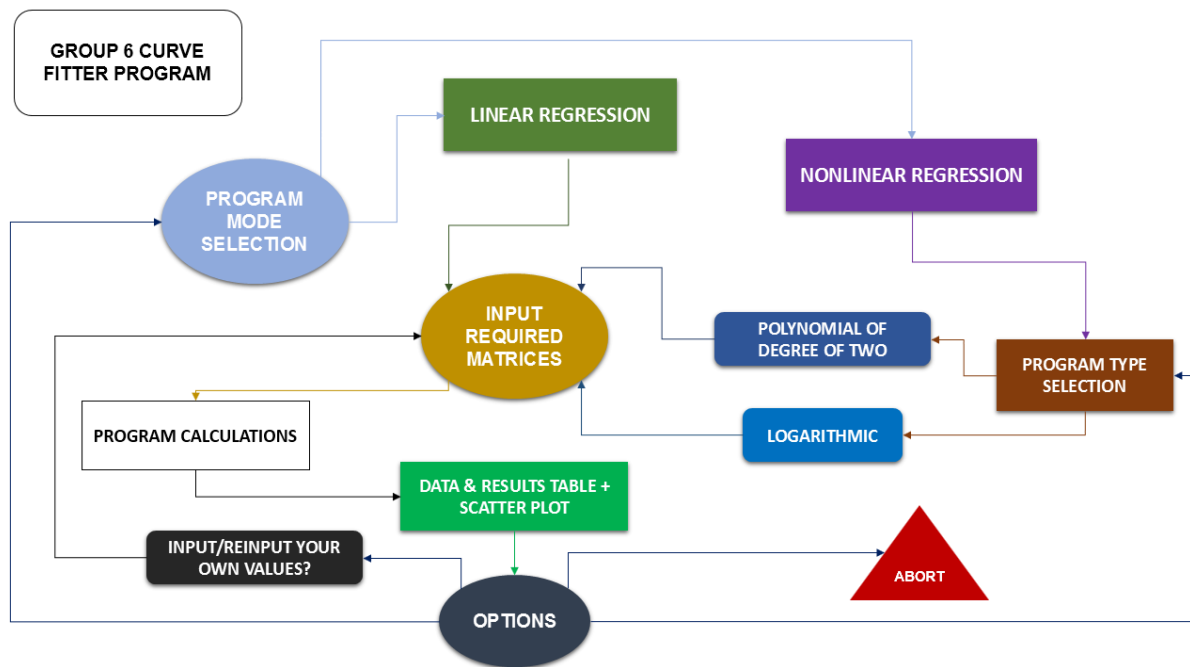 GROUP 6 CURVE
FITTER PROGRAM
LINEAR REGRESSION
NONLINEAR REGRESSION
PROGRAM
MODE
SELECTION
INPUT
REQUIRED
MATRICES
POLYNOMIAL OF
DEGREE OF TWO
PROGRAM TYPE
SELECTION
LOGARITHMIC
PROGRAM CALCULATIONS
DATA & RESULTS TABLE +
SCATTER PLOT
INPUT/REINPUT YOUR
OWN VALUES?
ABORT
OPTIONS